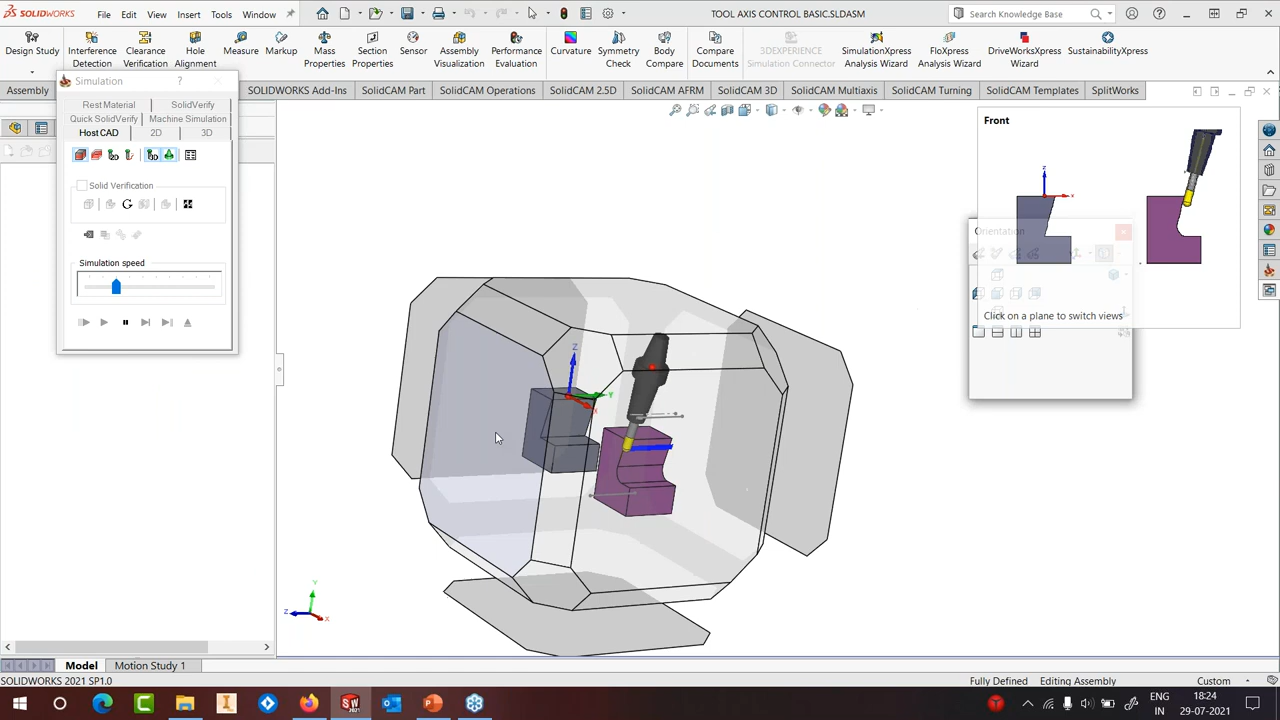 SOLIDWORKS File Edit View Insert Tools Window TOOL AXIS CONTROL BASIC.SLDASM Search Knowledge Base
Design Study Interference Detection Clearance Verification Hole Alignment Measure Markup Mass Properties Section Properties Sensor Assembly Visualization Performance Evaluation Curvature Symmetry Check Body Compare Compare Documents 3DEXPERIENCE Simulation Connector SimulationXpress Analysis Wizard FloXpress Analysis Wizard DriveWorksXpress Wizard SustainabilityXpress
Assembly SOLIDWORKS Add-Ins SolidCAM Part SolidCAM Operations SolidCAM 2.5D SolidCAM AFRM SolidCAM 3D SolidCAM Multiaxis SolidCAM Turning SolidCAM Templates SplitWorks
Simulation ?
Rest Material SolidVerify
Quick SolidVerify Machine Simulation
Host CAD 2D 3D
Solid Verification
Simulation speed
Front
z
x
Orientation
Click on a plane to switch views
Z
Y
X
Y
Z
X
Model Motion Study 1
SOLIDWORKS 2021 SP1.0 Fully Defined Editing Assembly Custom
ENG
IN
18:24
29-07-2021